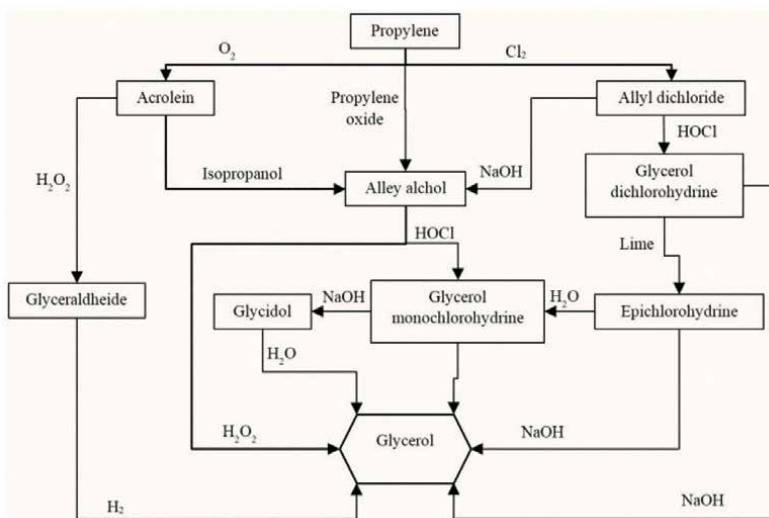 Propylene
O₂
Cl₂
Acrolein
Propylene
oxide
Allyl dichloride
HOCl
H₂O₂
Isopropanol
Alley alchol
NaOH
Glycerol
dichlorohydrine
HOCl
Lime
Glyceraldheide
Glycidol
NaOH
Glycerol
monochlorohydrine
H₂O
Epichlorohydrine
H₂O
H₂O₂
Glycerol
NaOH
H₂
NaOH